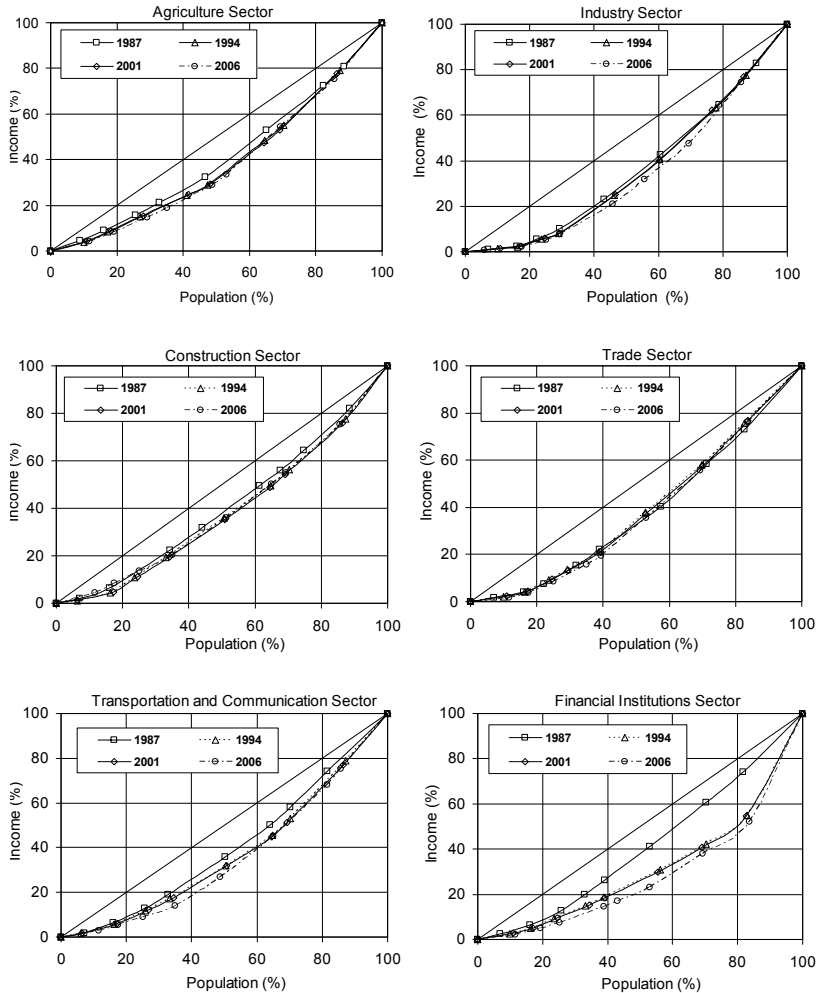 Agriculture Sector
100
80
60
40
20
0
0 20 40 60 80 100
Income (%)
Population (%)
1987 1994
2001 2006
Industry Sector
100
80
60
40
20
0
0 20 40 60 80 100
Income (%)
Population (%)
1987 1994
2001 2006
Construction Sector
100
80
60
40
20
0
0 20 40 60 80 100
Income (%)
Population (%)
1987 1994
2001 2006
Trade Sector
100
80
60
40
20
0
0 20 40 60 80 100
Income (%)
Population (%)
1987 1994
2001 2006
Transportation and Communication Sector
100
80
60
40
20
0
0 20 40 60 80 100
Income (%)
Population (%)
1987 1994
2001 2006
Financial Institutions Sector
100
80
60
40
20
0
0 20 40 60 80 100
Income (%)
Population (%)
1987 1994
2001 2006